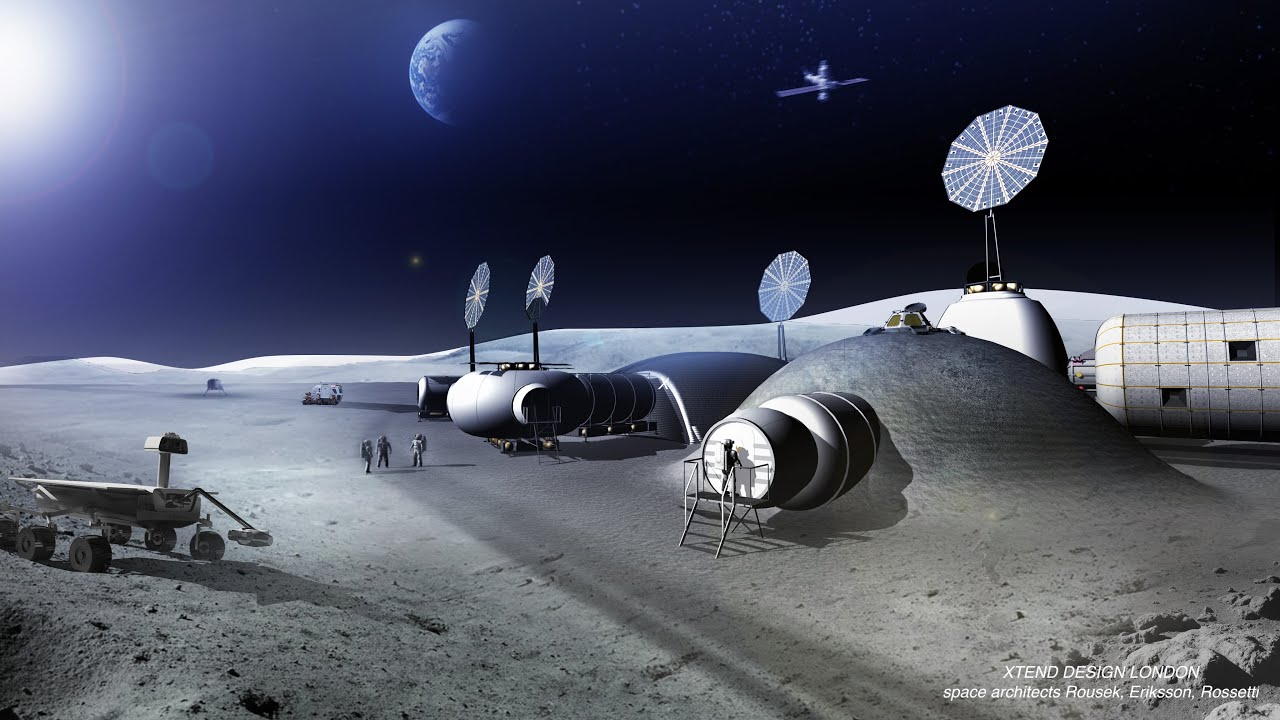 XTEND DESIGN LONDON
space architects Rousek, Eriksson, Rossetti